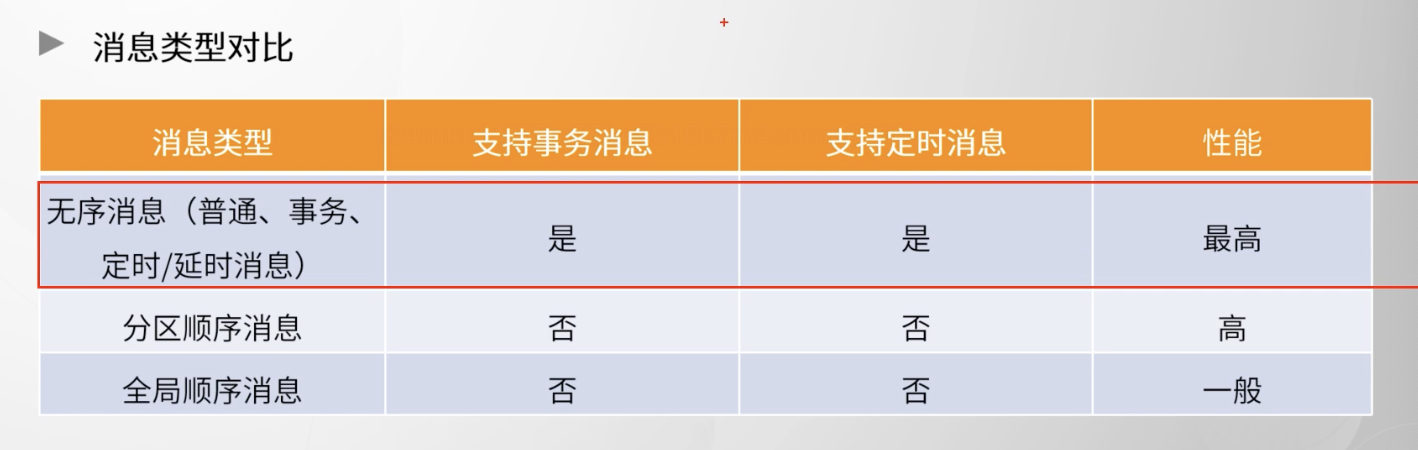 消息类型对比
消息类型 支持事务消息 支持定时消息 性能
无序消息（普通、事务、
定时/延时消息） 是 是 最高
分区顺序消息 否 否 高
全局顺序消息 否 否 一般